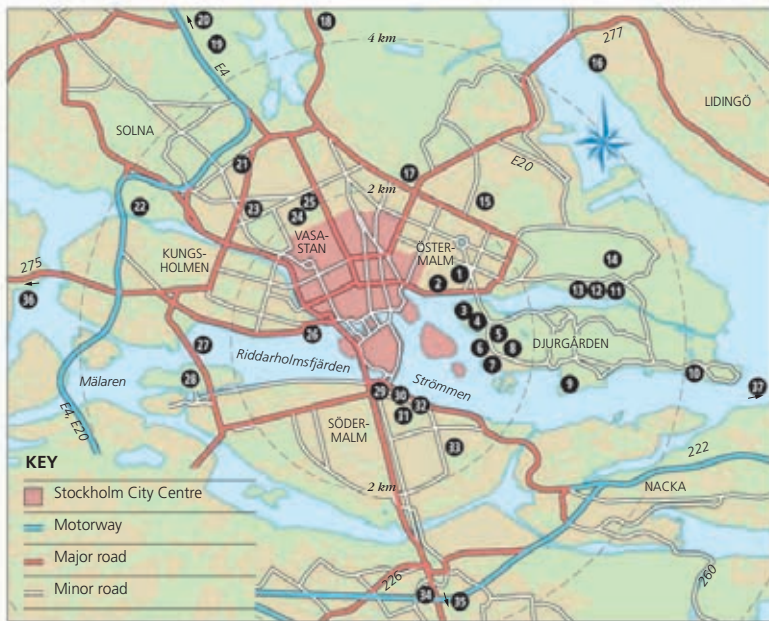 20
18
19
4 km
277
16
E4
LIDINGÖ
SOLNA
E20
21
17
2 km
22
23
25
24
15
VASA-
STAN
ÖSTER-
MALM
KUNGS-
HOLMEN
275
14
1
2
13 12 11
36
3
4
5
DJURGÅRDEN
26
27
6
8
Riddarholmsfjärden
7
10
Mälaren
28
Strömmen
9
37
E4, E20
29
30
32
31
SÖDER-
MALM
33
222
KEY
2 km
NACKA
Stockholm City Centre
Motorway
Major road
226
260
Minor road
34
35